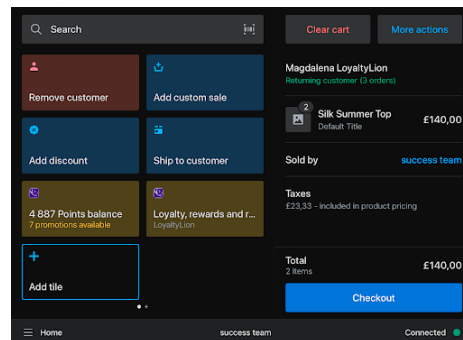 Search
Remove customer
Add custom sale
Add discount
Ship to customer
4 887 Points balance
7 promotions available
Loyalty, rewards and r...
LoyaltyLion
Add tile
Home
success team
Clear cart
More actions
Magdalena LoyaltyLion
Returning customer (3 orders)
2
Silk Summer Top
£140,00
Default Title
Sold by
success team
Taxes
£23,33 - included in product pricing
Total
£140,00
2 items
Checkout
Connected